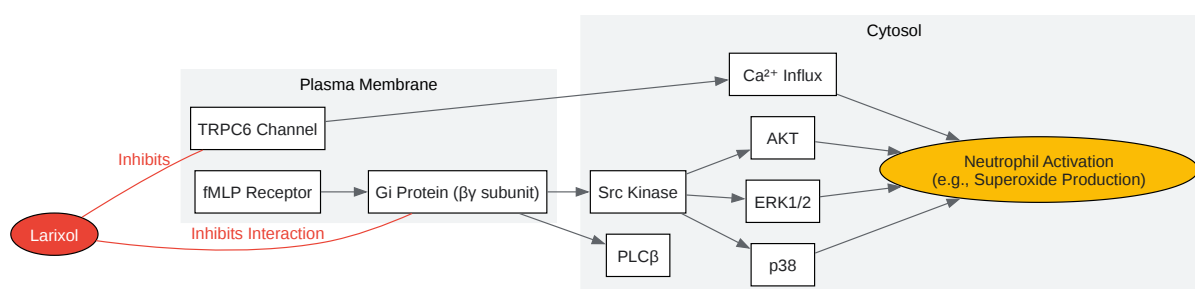 Cytosol
Plasma Membrane
Ca²⁺ Influx
TRPC6 Channel
AKT
Inhibits
Neutrophil Activation
(e.g., Superoxide Production)
fMLP Receptor
Gi Protein (βγ subunit)
Src Kinase
ERK1/2
Larixol
Inhibits Interaction
PLCβ
p38